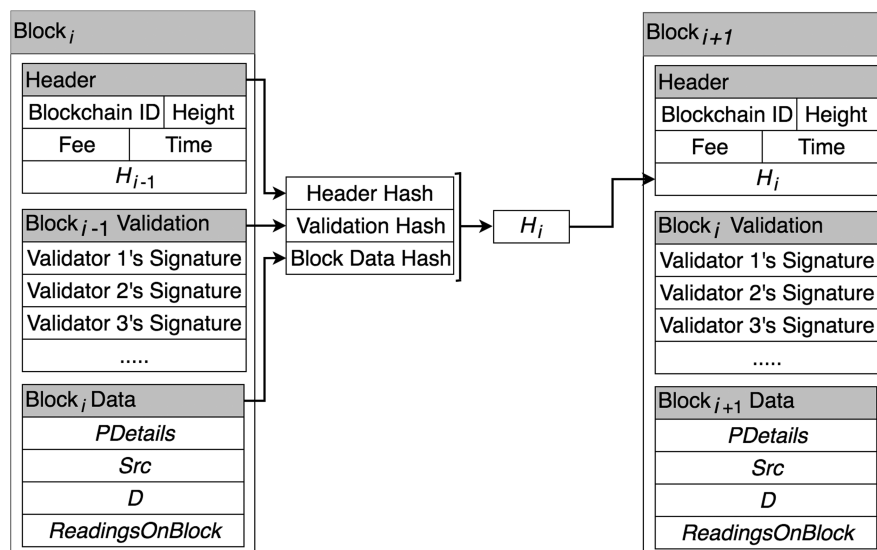 Block i
Header
Blockchain ID Height
Fee Time
H i-1
Block i-1 Validation
Validator 1's Signature
Validator 2's Signature
Validator 3's Signature
.....
Block i Data
PDetails
Src
D
ReadingsOnBlock
Header Hash
Validation Hash
Block Data Hash
H i
Block i+1
Header
Blockchain ID Height
Fee Time
H i
Block i Validation
Validator 1's Signature
Validator 2's Signature
Validator 3's Signature
.....
Block i+1 Data
PDetails
Src
D
ReadingsOnBlock